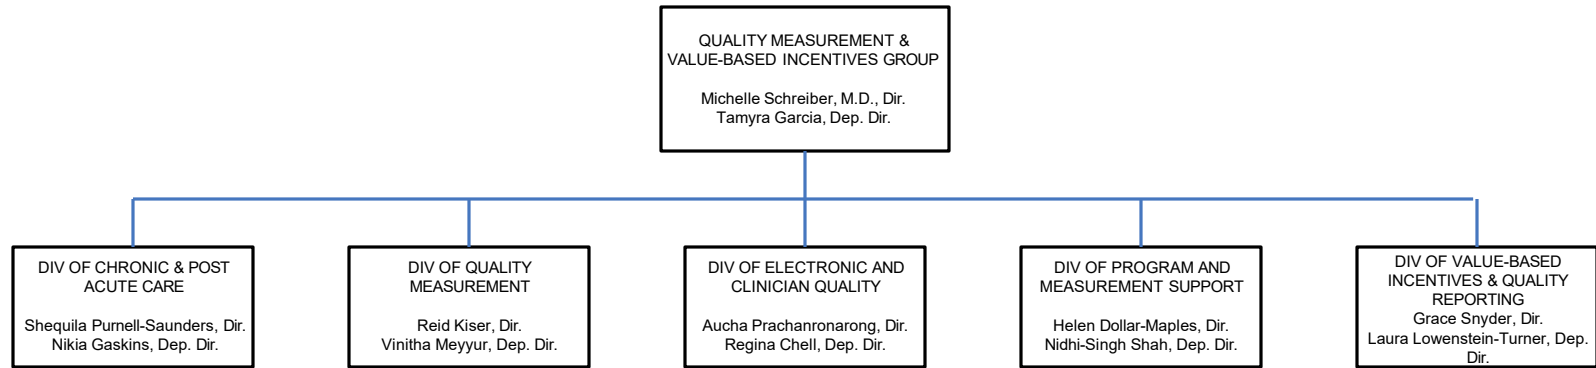 QUALITY MEASUREMENT &
VALUE-BASED INCENTIVES GROUP
Michelle Schreiber, M.D., Dir.
Tamyra Garcia, Dep. Dir.
DIV OF CHRONIC & POST
ACUTE CARE
Shequila Purnell-Saunders, Dir.
Nikia Gaskins, Dep. Dir.
DIV OF QUALITY
MEASUREMENT
Reid Kiser, Dir.
Vinitha Meyyur, Dep. Dir.
DIV OF ELECTRONIC AND
CLINICIAN QUALITY
Aucha Prachanronarong, Dir.
Regina Chell, Dep. Dir.
DIV OF PROGRAM AND
MEASUREMENT SUPPORT
Helen Dollar-Maples, Dir.
Nidhi-Singh Shah, Dep. Dir.
DIV OF VALUE-BASED
INCENTIVES & QUALITY
REPORTING
Grace Snyder, Dir.
Laura Lowenstein-Turner, Dep.
Dir.